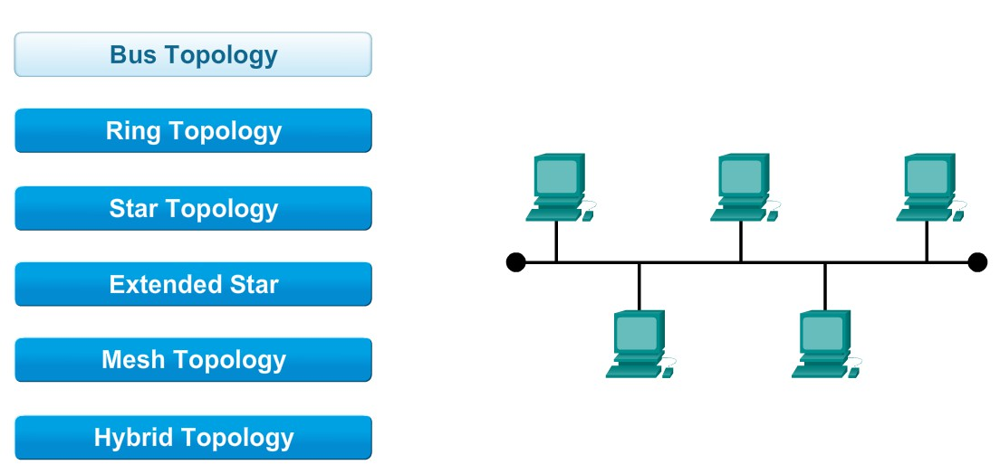 Bus Topology
Ring Topology
Star Topology
Extended Star
Mesh Topology
Hybrid Topology